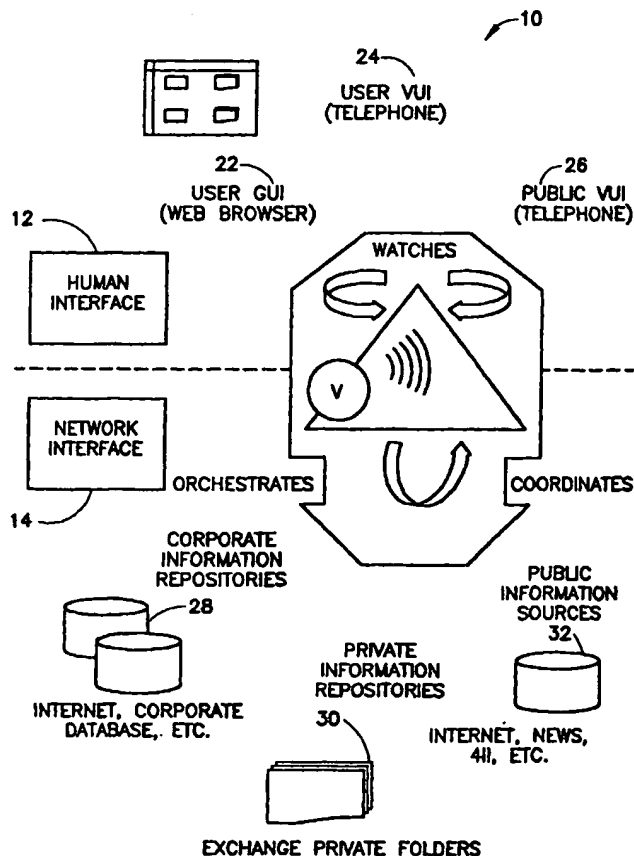 10
24
USER VUI
(TELEPHONE)
22
USER GUI
(WEB BROWSER)
26
PUBLIC VUI
(TELEPHONE)
12
HUMAN
INTERFACE
WATCHES
V
NETWORK
INTERFACE
14
ORCHESTRATES
COORDINATES
CORPORATE
INFORMATION
REPOSITORIES
28
INTERNET, CORPORATE
DATABASE, ETC.
PRIVATE
INFORMATION
REPOSITORIES
30
EXCHANGE PRIVATE FOLDERS
PUBLIC
INFORMATION
SOURCES
32
INTERNET, NEWS,
411, ETC.